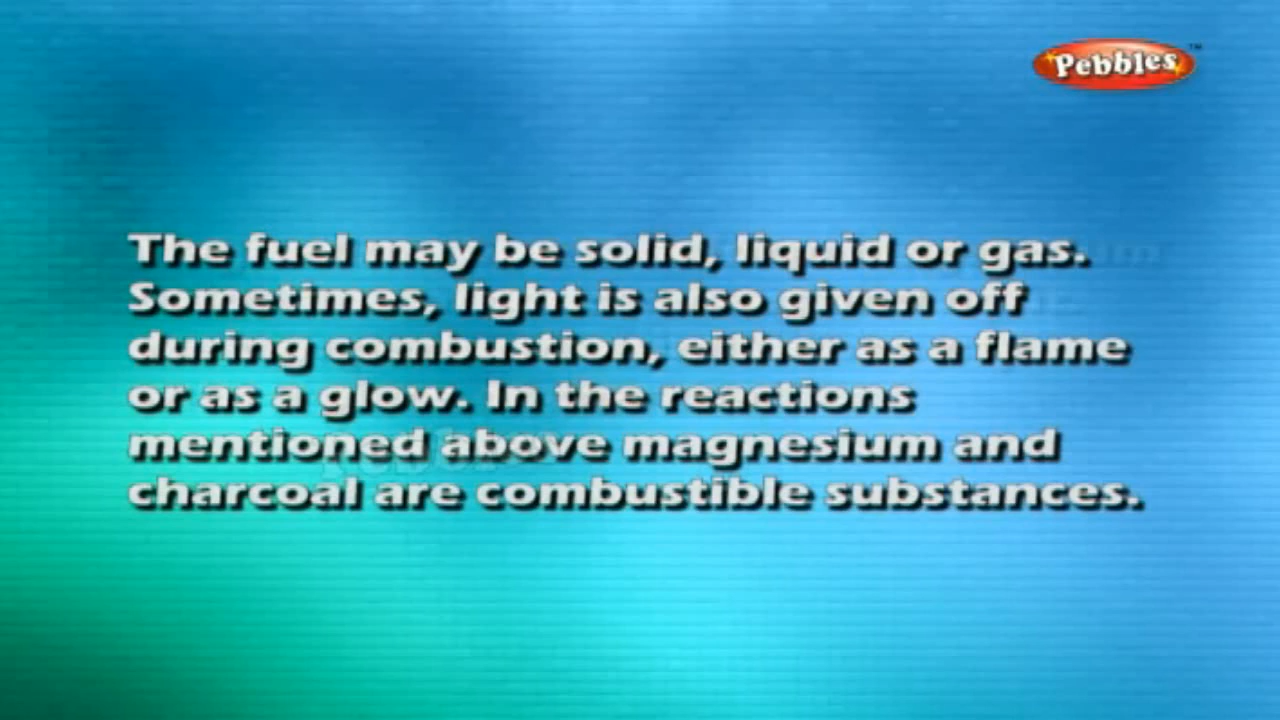 Pebbles™
The fuel may be solid, liquid or gas.
Sometimes, light is also given off
during combustion, either as a flame
or as a glow. In the reactions
mentioned above magnesium and
charcoal are combustible substances.